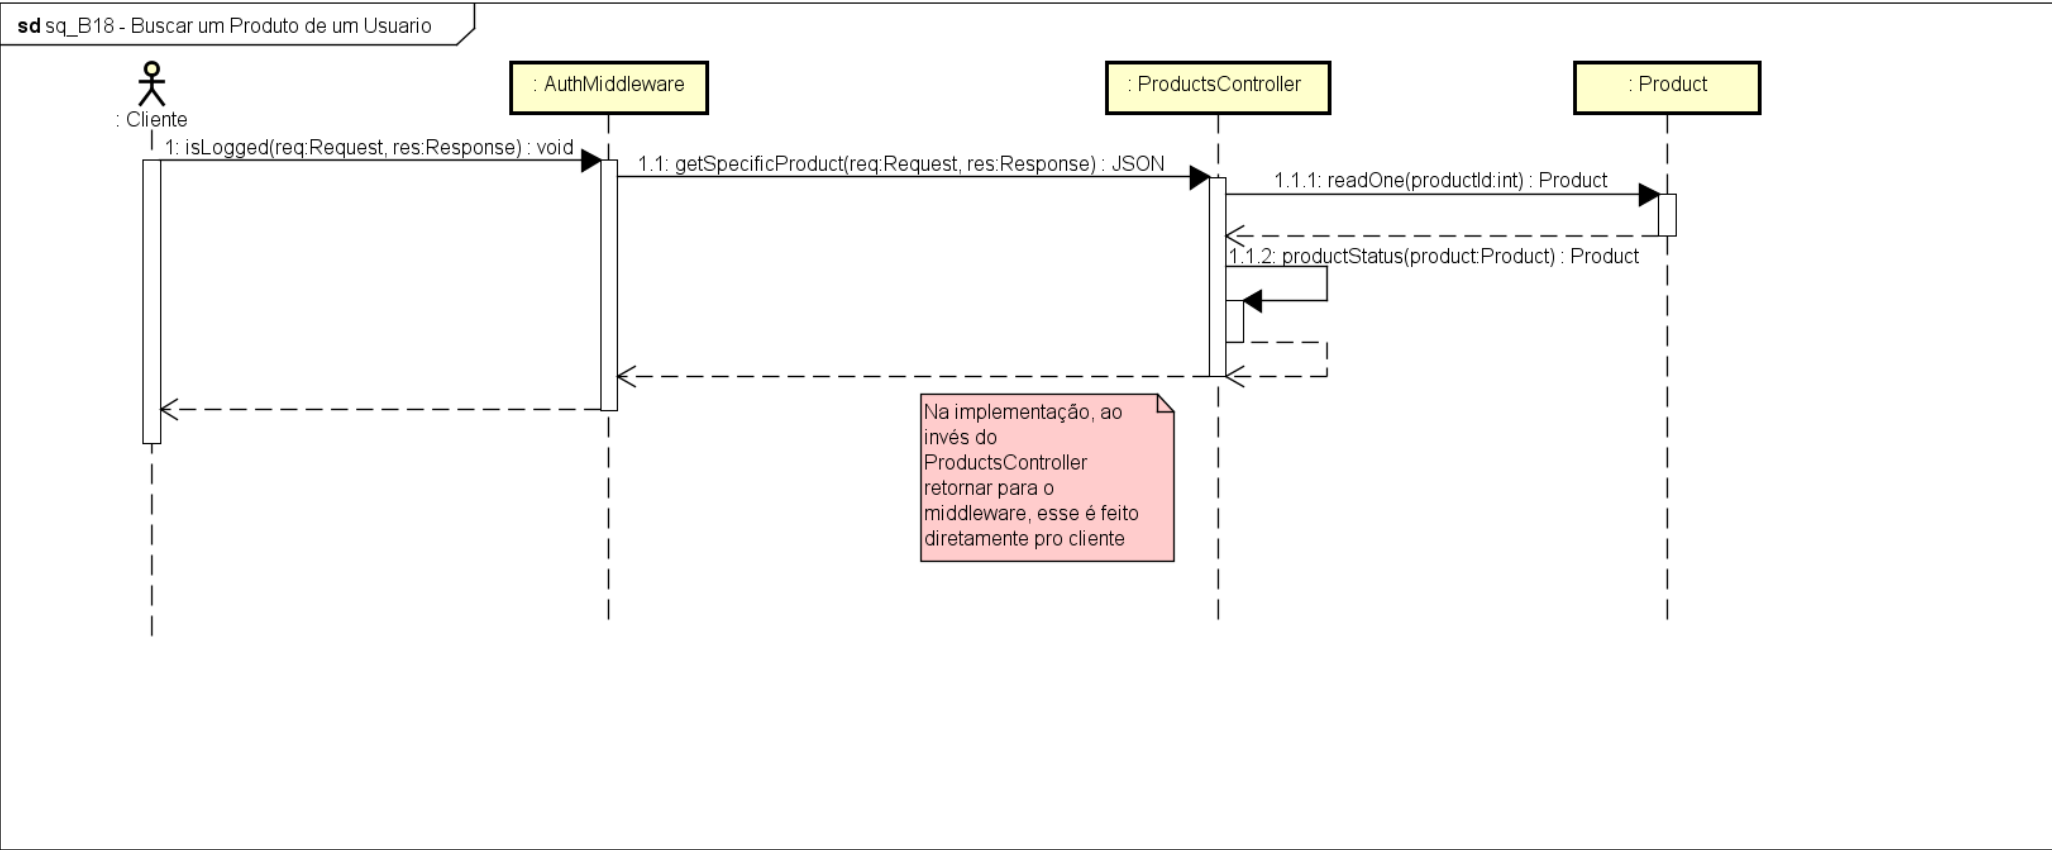 sd sq_B18 - Buscar um Produto de um Usuario
: Cliente
: AuthMiddleware
: ProductsController
: Product
1: isLogged(req:Request, res:Response) : void
1.1: getSpecificProduct(req:Request, res:Response) : JSON
1.1.1: readOne(productId:int) : Product
1.1.2: productStatus(product:Product) : Product
Na implementação, ao
invés do
ProductsController
retornar para o
middleware, esse é feito
diretamente pro cliente